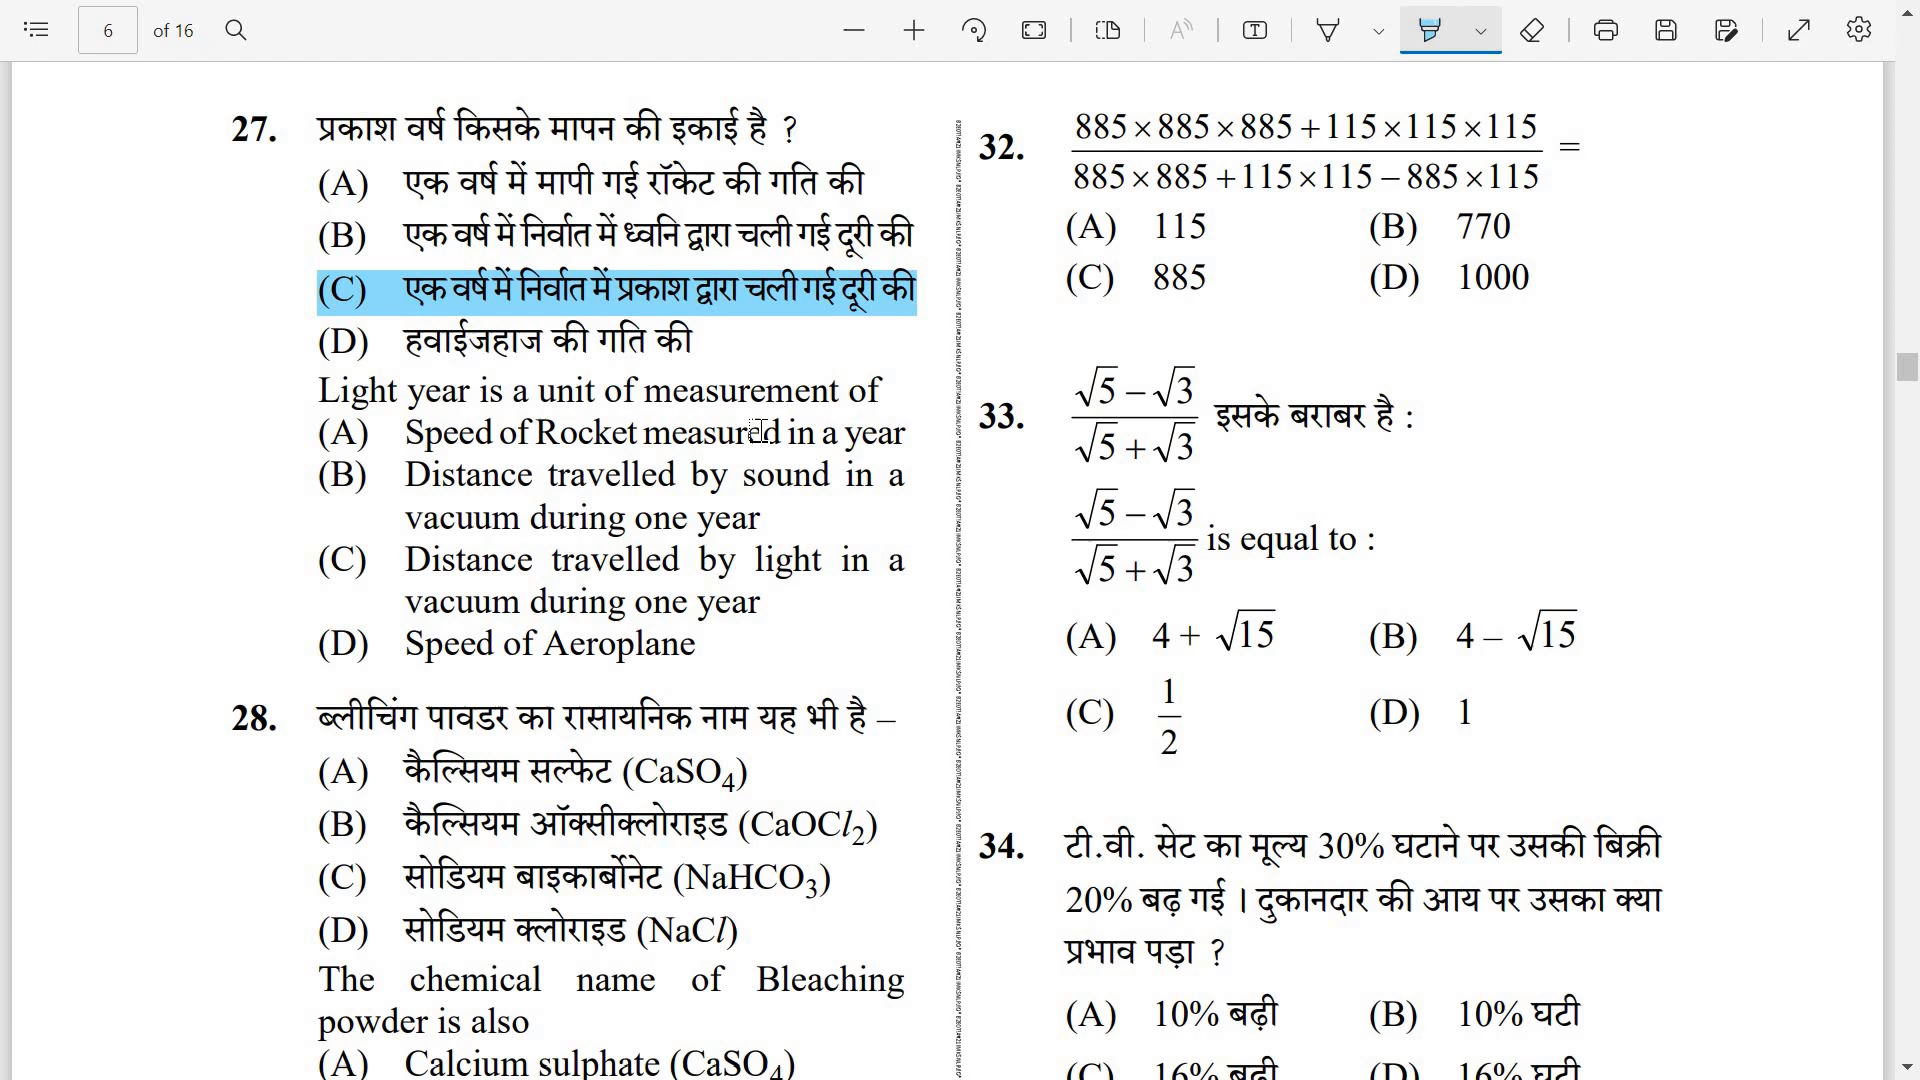 6 of 16
27. प्रकाश वर्ष किसके मापन की इकाई है ?
(A) एक वर्ष में मापी गई रॉकेट की गति की
(B) एक वर्ष में निर्वात में ध्वनि द्वारा चली गई दूरी की
(C) एक वर्ष में निर्वात में प्रकाश द्वारा चली गई दूरी की
(D) हवाईजहाज की गति की
Light year is a unit of measurement of
(A) Speed of Rocket measured in a year
(B) Distance travelled by sound in a
vacuum during one year
(C) Distance travelled by light in a
vacuum during one year
(D) Speed of Aeroplane
28. ब्लीचिंग पावडर का रासायनिक नाम यह भी है –
(A) कैल्सियम सल्फेट (CaSO₄)
(B) कैल्सियम ऑक्सीक्लोराइड (CaOCl₂)
(C) सोडियम बाइकार्बोनेट (NaHCO₃)
(D) सोडियम क्लोराइड (NaCl)
The chemical name of Bleaching
powder is also
(A) Calcium sulphate (CaSO₄)
32. 885×885×885+115×115×115
885×885+115×115−885×115 =
(A) 115 (B) 770
(C) 885 (D) 1000
33. √5−√3
√5+√3 इसके बराबर है :
√5−√3
√5+√3 is equal to :
(A) 4 + √15 (B) 4 – √15
(C) 1/2 (D) 1
34. टी.वी. सेट का मूल्य 30% घटाने पर उसकी बिक्री
20% बढ़ गई । दुकानदार की आय पर उसका क्या
प्रभाव पड़ा ?
(A) 10% बढ़ी (B) 10% घटी
(C) 16% बढ़ी (D) 16% घटी